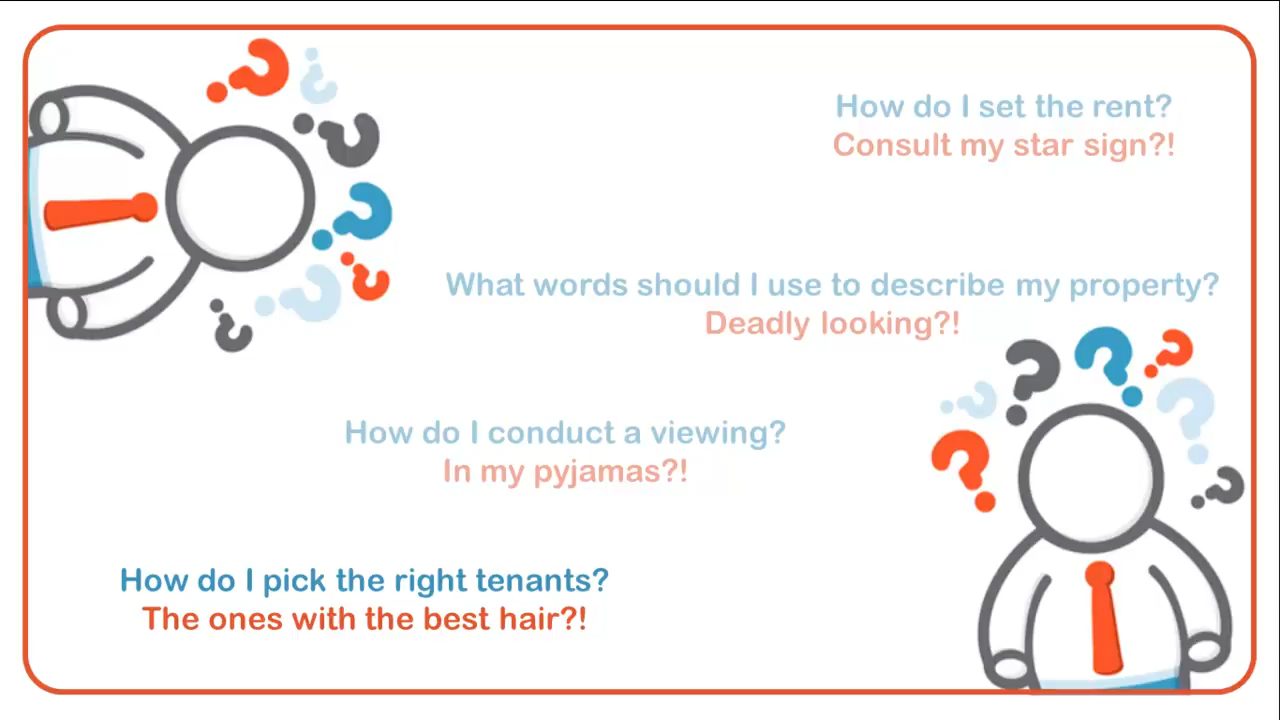 How do I set the rent?
Consult my star sign?!
What words should I use to describe my property?
Deadly looking?!
How do I conduct a viewing?
In my pyjamas?!
How do I pick the right tenants?
The ones with the best hair?!